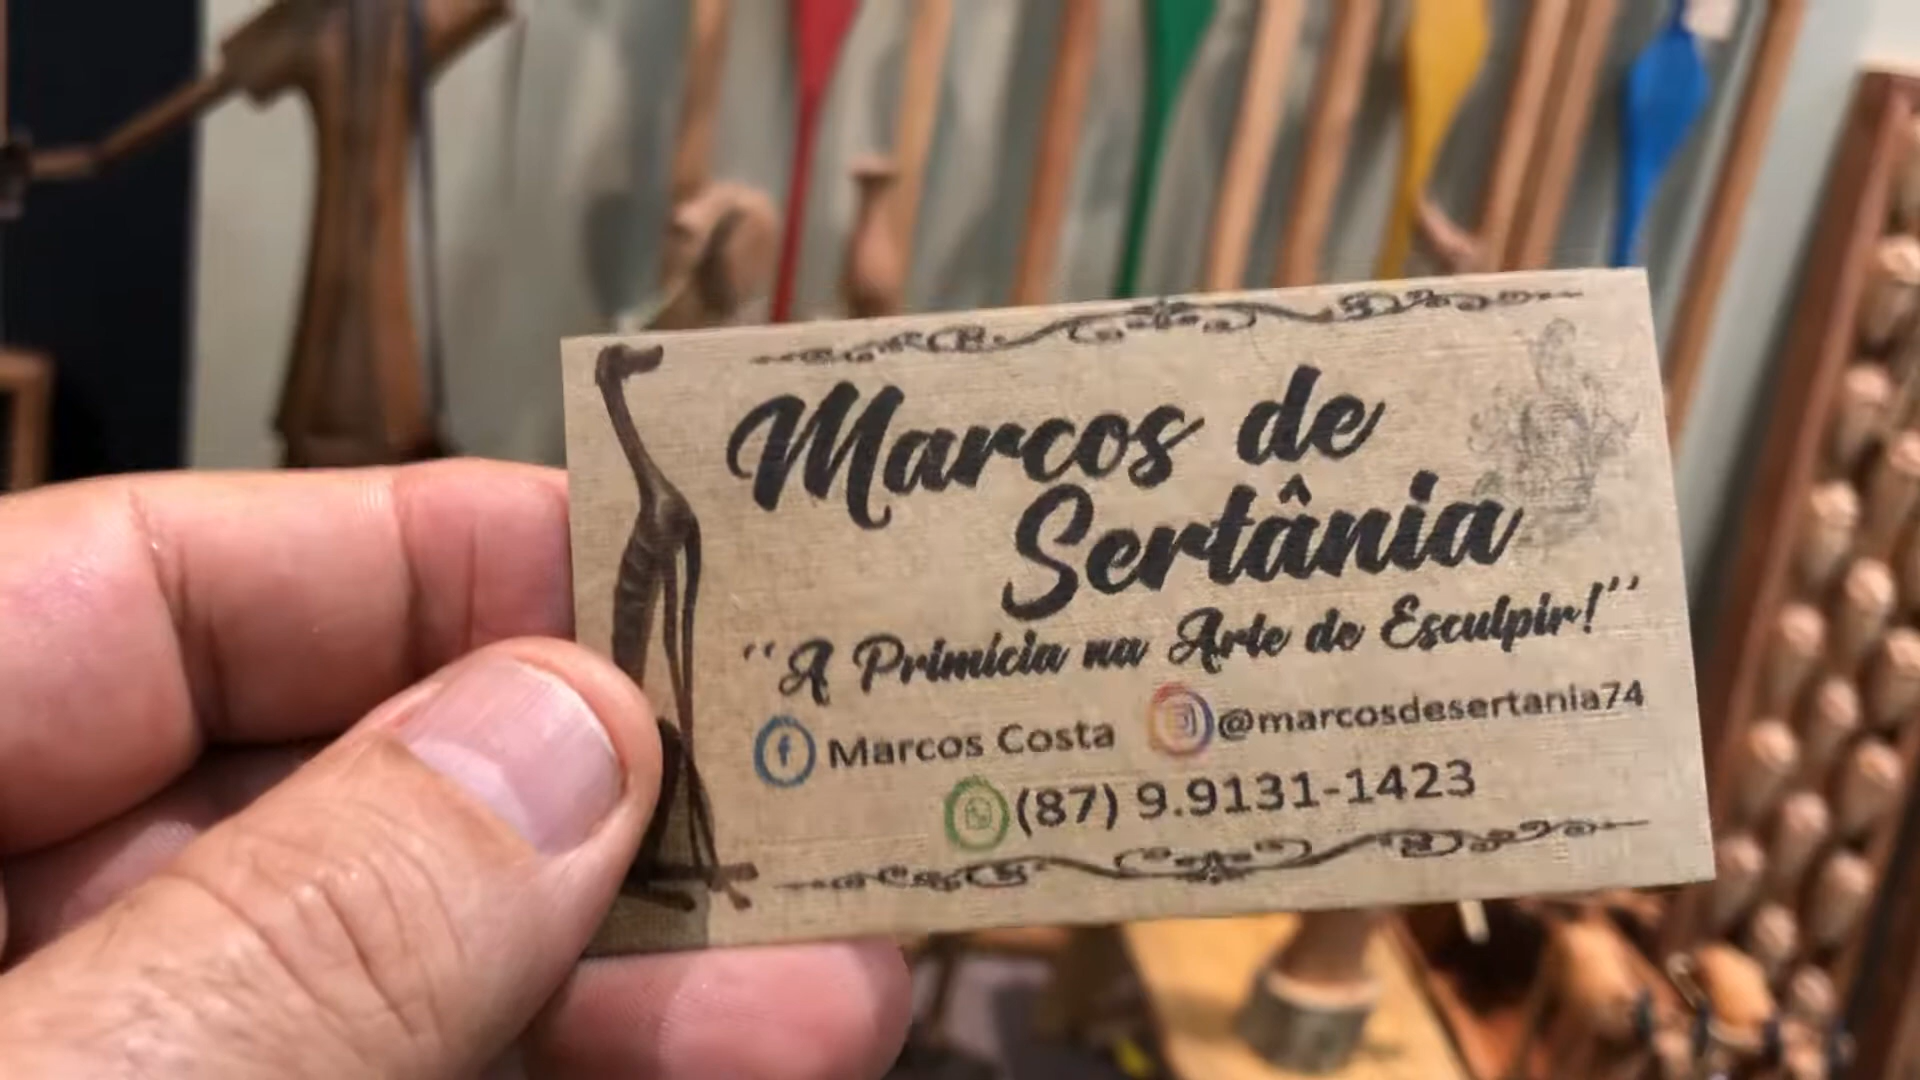 Marcos de
Sertânia
“A Primícia na Arte de Esculpir!”
Marcos Costa @marcosdesertania74
(87) 9.9131-1423